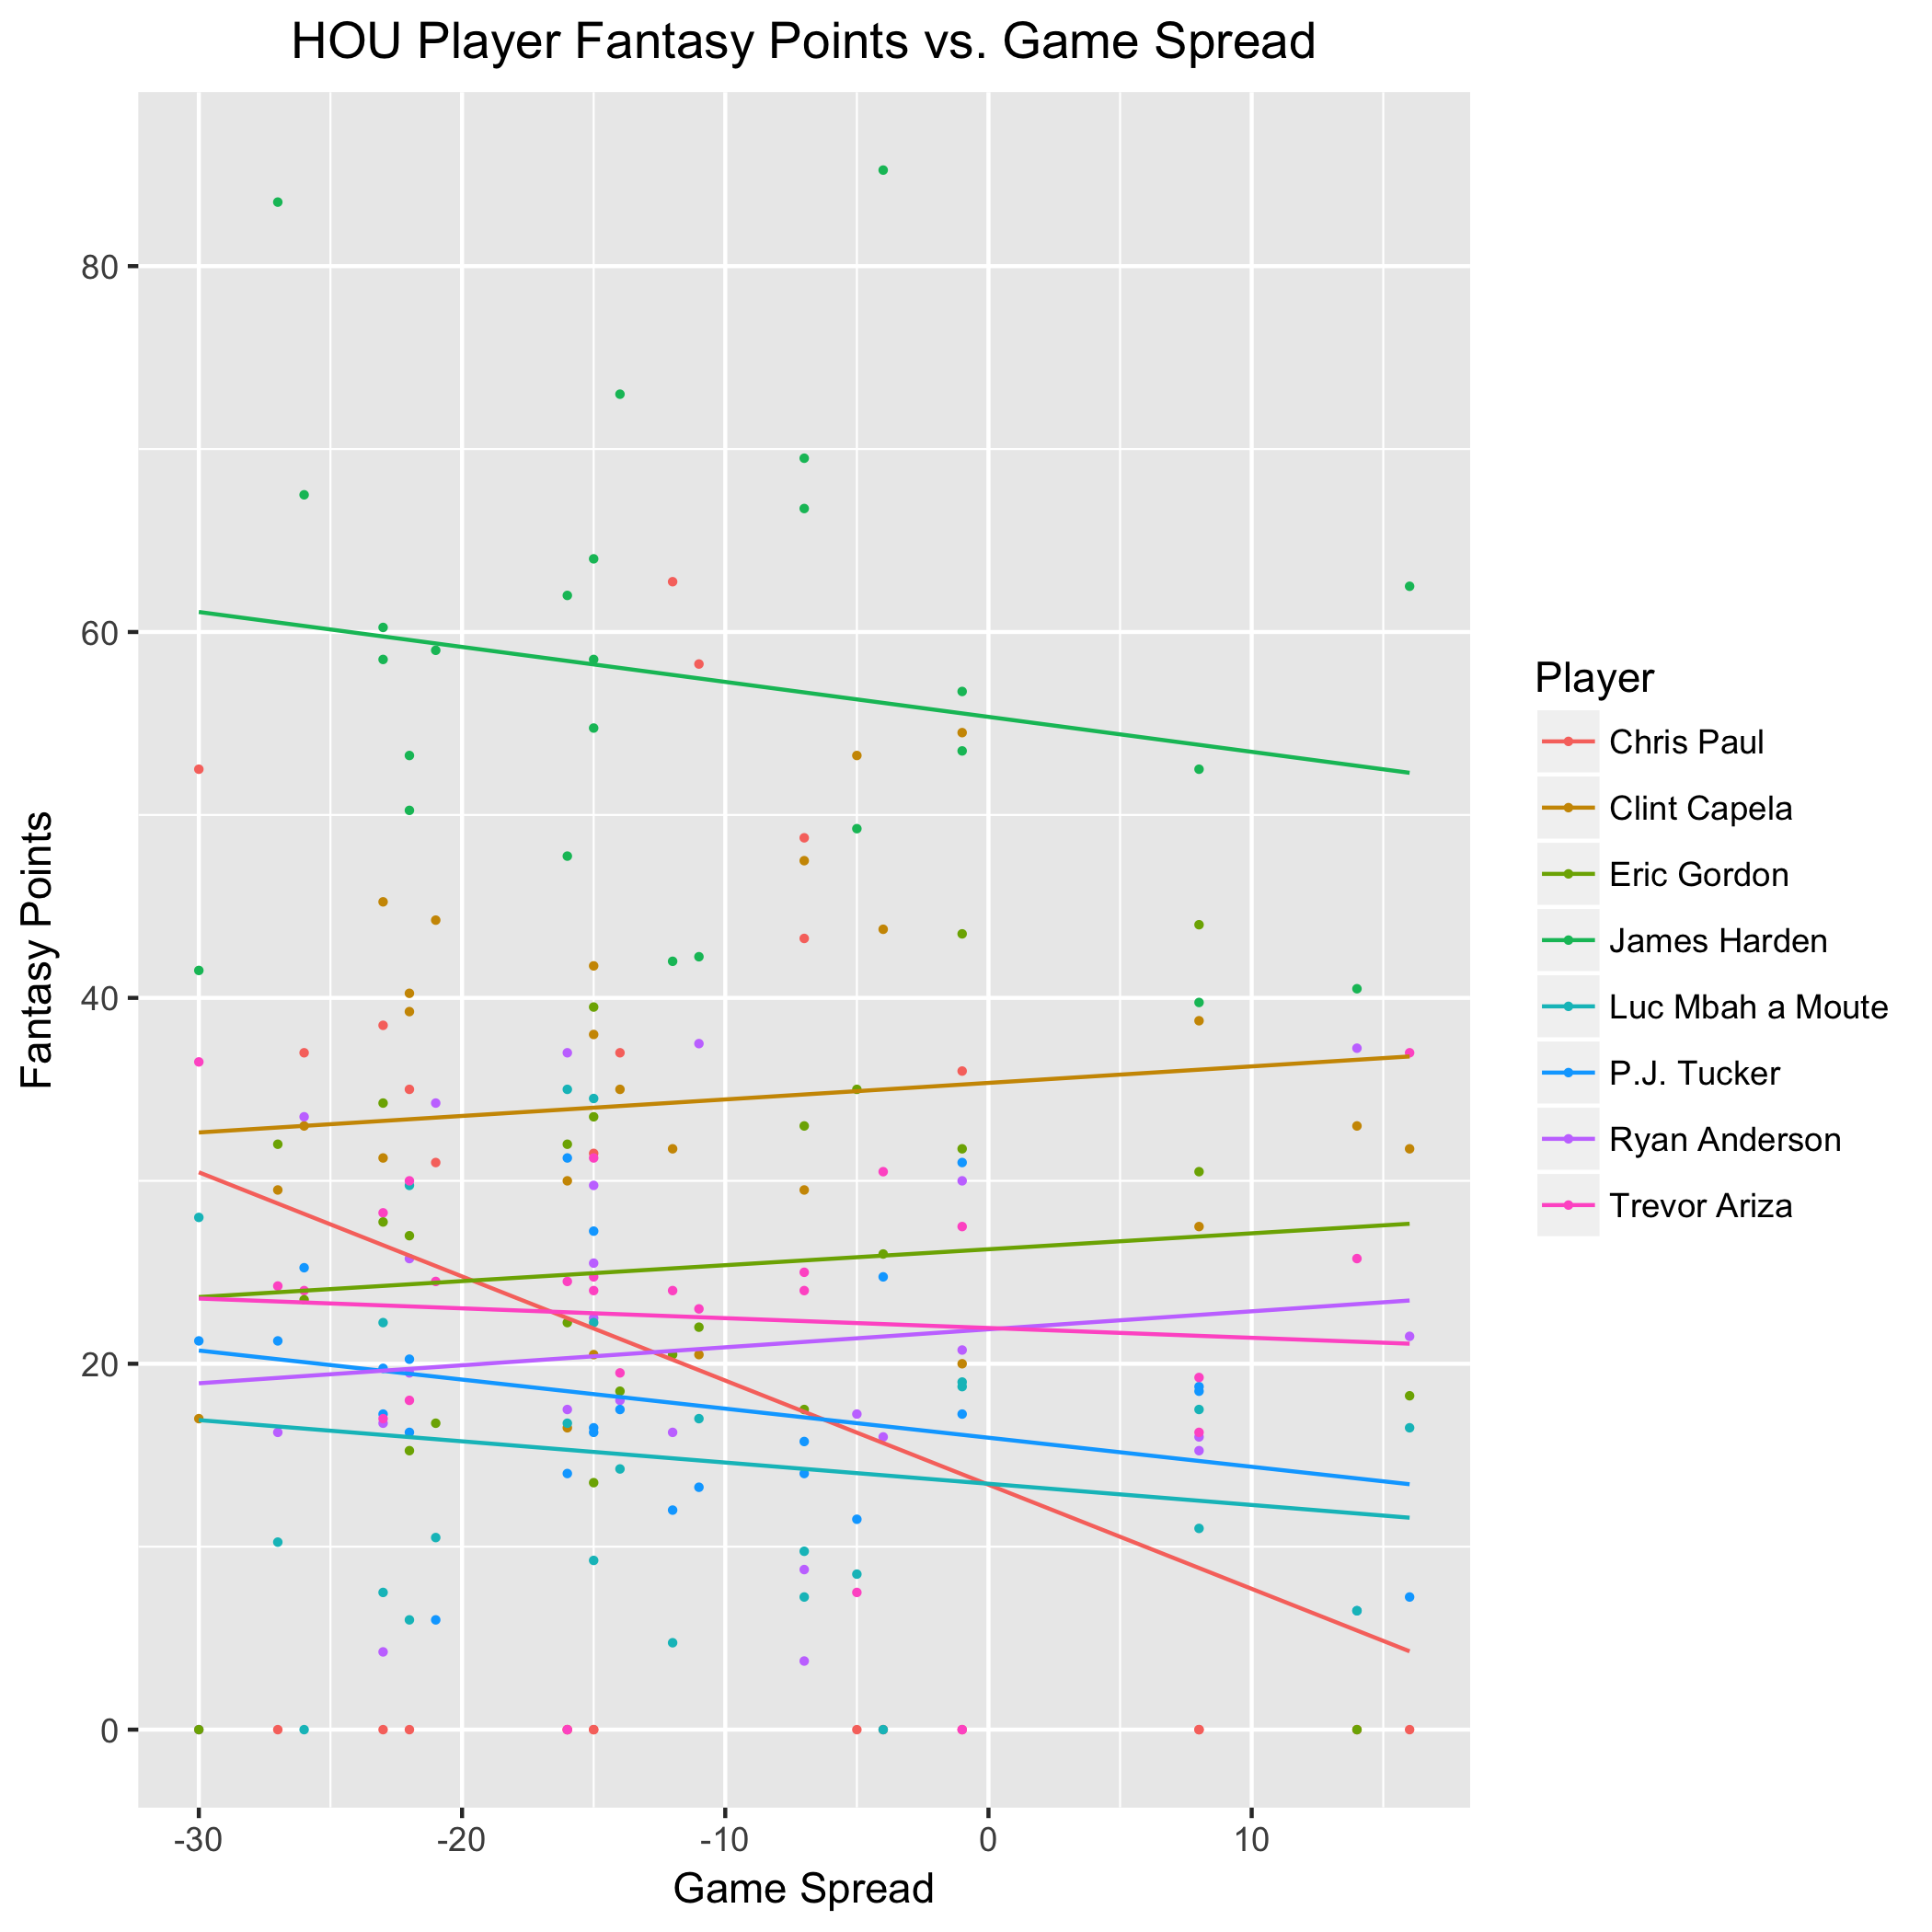 HOU Player Fantasy Points vs. Game Spread
Fantasy Points
80
60
40
20
0
-30
-20
-10
0
10
Game Spread
Player
Chris Paul
Clint Capela
Eric Gordon
James Harden
Luc Mbah a Moute
P.J. Tucker
Ryan Anderson
Trevor Ariza